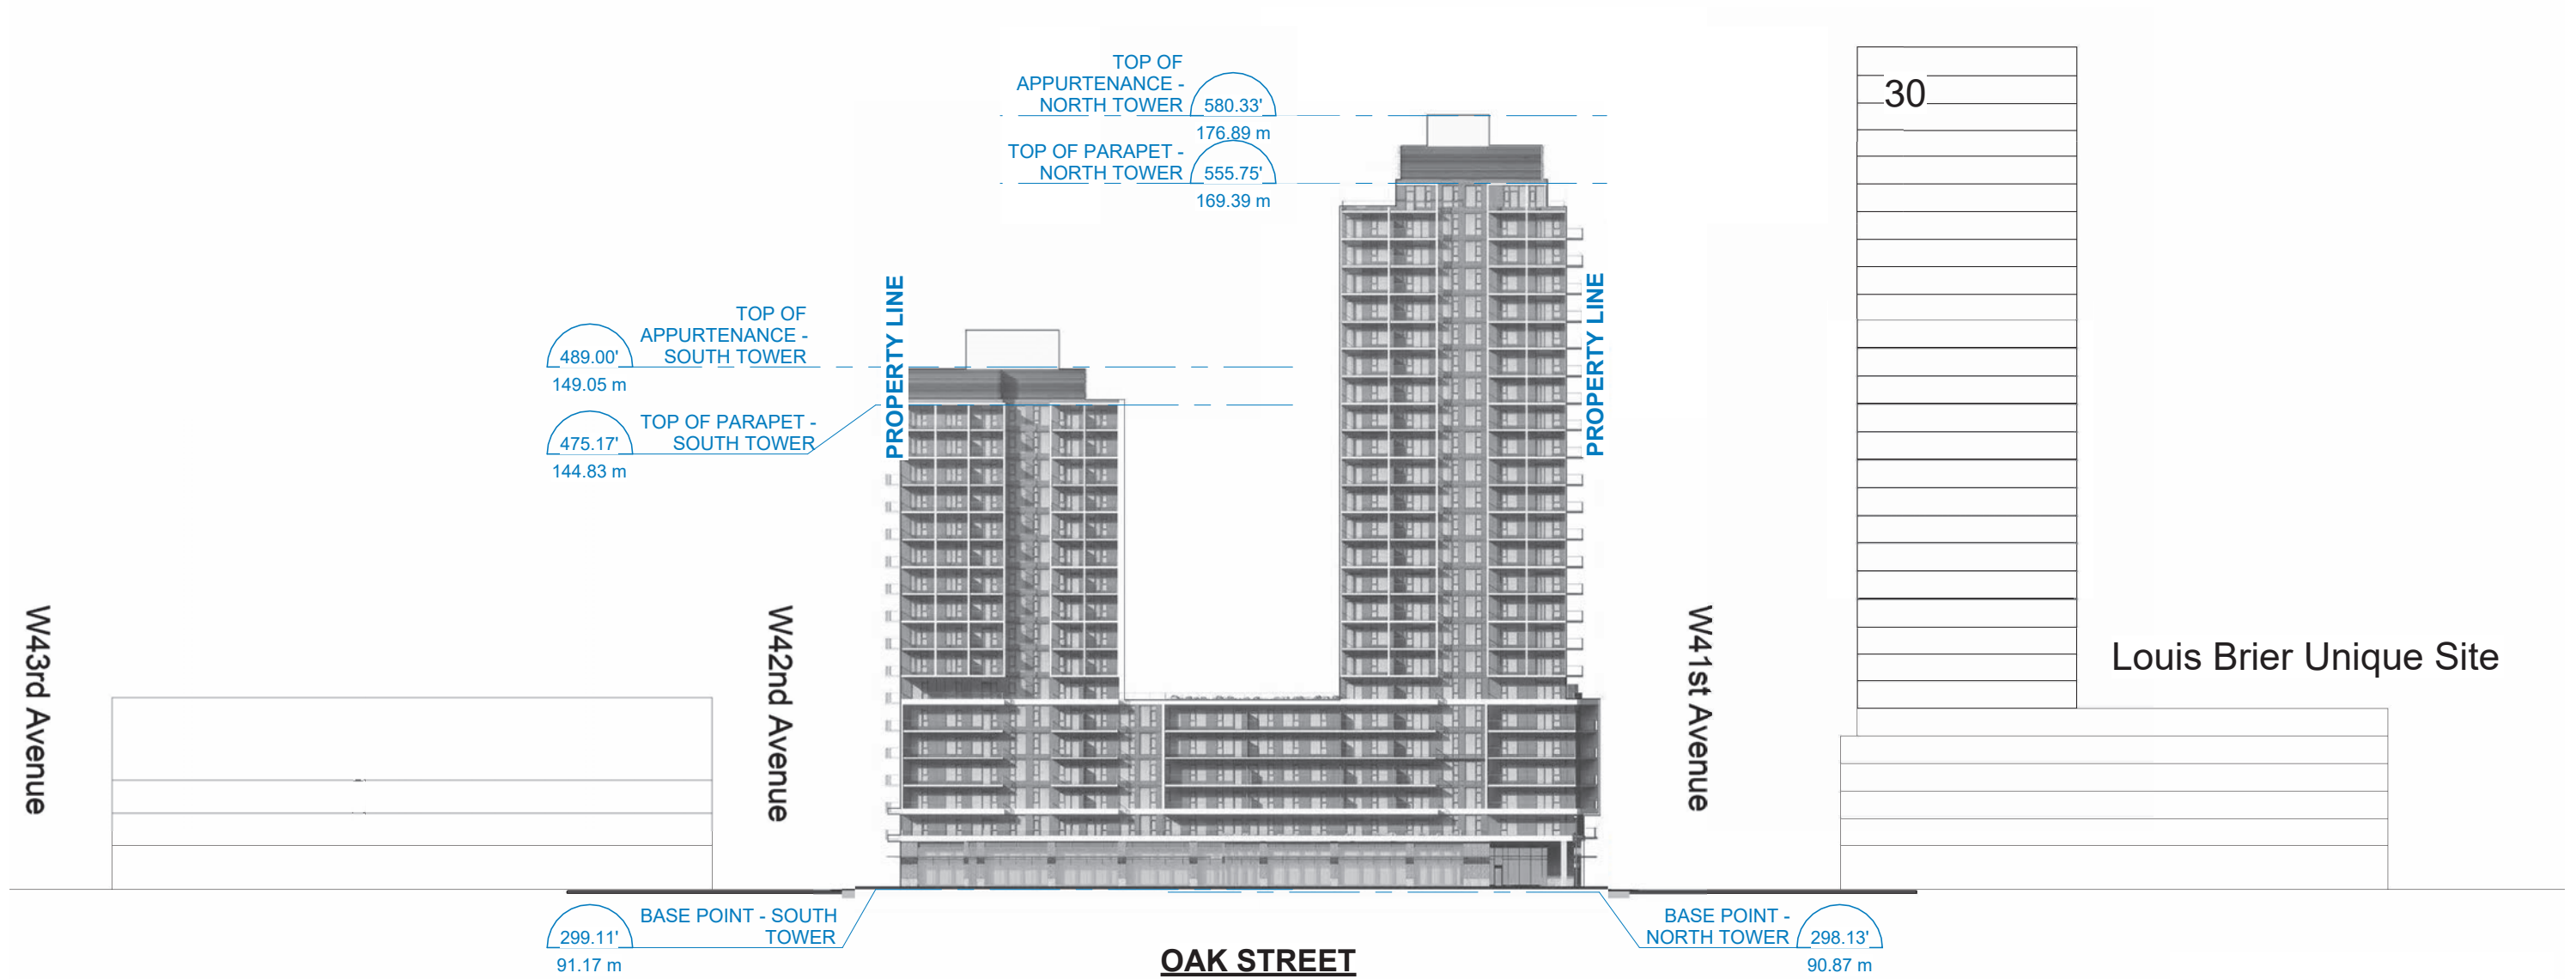 TOP OF
APPURTENANCE -
NORTH TOWER
580.33'
176.89 m
TOP OF PARAPET -
NORTH TOWER
555.75'
169.39 m
30
TOP OF
APPURTENANCE -
SOUTH TOWER
489.00'
149.05 m
TOP OF PARAPET -
SOUTH TOWER
475.17'
144.83 m
PROPERTY LINE
PROPERTY LINE
W43rd Avenue
W42nd Avenue
W41st Avenue
Louis Brier Unique Site
BASE POINT - SOUTH
TOWER
299.11'
91.17 m
BASE POINT -
NORTH TOWER
298.13'
90.87 m
OAK STREET